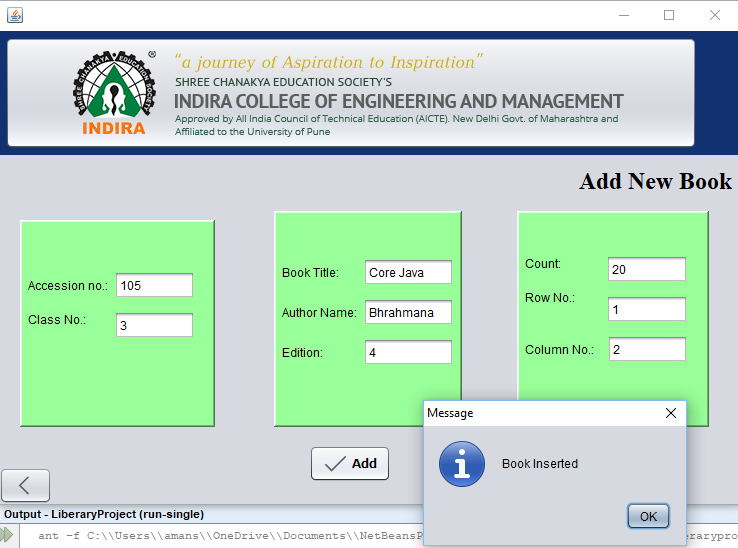 SHREE CHANAKYA EDUCATION SOCIETY
INDIRA
®
“a journey of Aspiration to Inspiration”
SHREE CHANAKYA EDUCATION SOCIETY'S
INDIRA COLLEGE OF ENGINEERING AND MANAGEMENT
Approved by All India Council of Technical Education (AICTE). New Delhi Govt. of Maharashtra and
Affiliated to the University of Pune
Add New Book
Accession no.: 105
Class No.: 3
Book Title: Core Java
Author Name: Bhrahmana
Edition: 4
Count: 20
Row No.: 1
Column No.: 2
Add
Message
Book Inserted
OK
Output - LiberaryProject (run-single)
ant -f C:\\Users\\amans\\OneDrive\\Documents\\NetBeansP